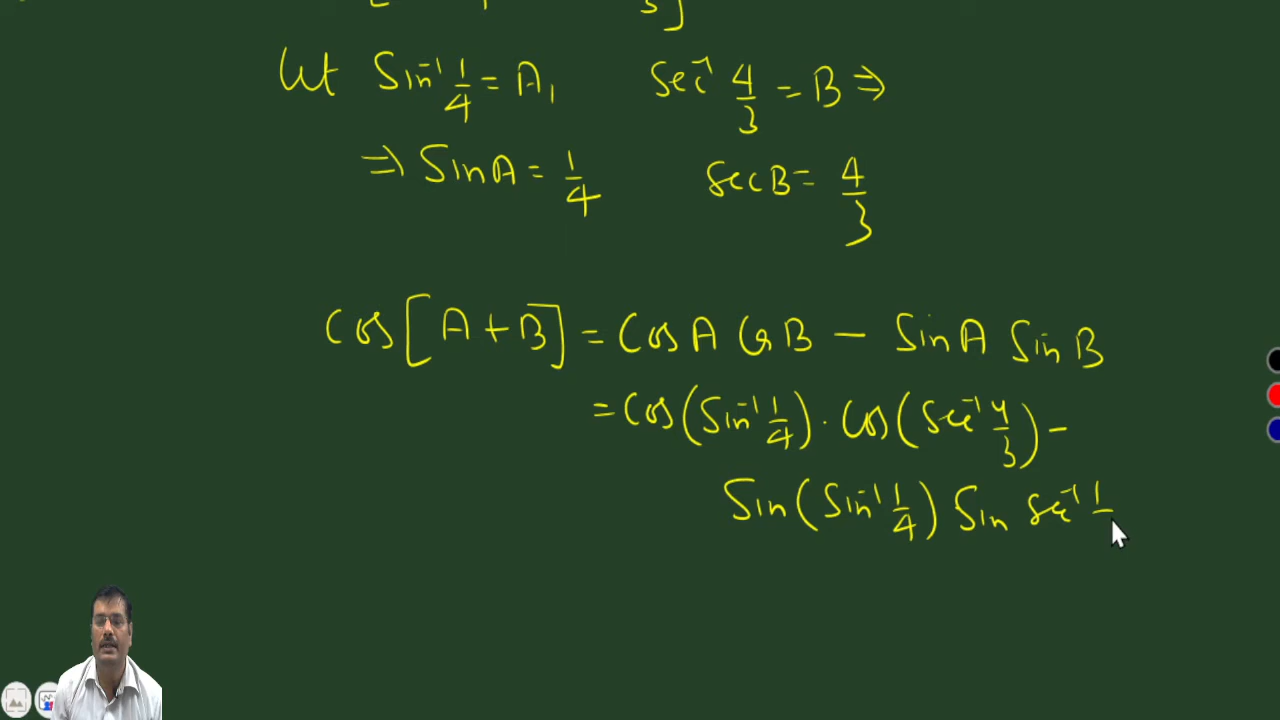 Let Sin⁻¹ 1/4 = A, Sec⁻¹ 4/3 = B ⇒
⇒ SinA = 1/4 SecB = 4/3
Cos[A+B] = CosA CosB − SinA SinB
= Cos(Sin⁻¹ 1/4) · Cos(Sec⁻¹ 4/3) −
Sin(Sin⁻¹ 1/4) Sin Sec⁻¹ 1